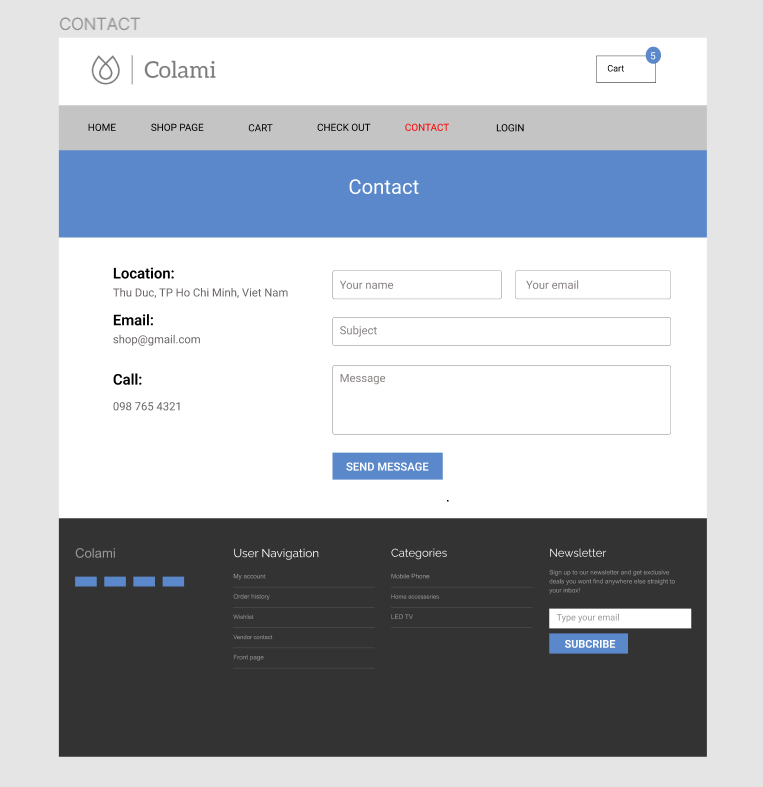 CONTACT
Colami
Cart
5
HOME SHOP PAGE CART CHECK OUT CONTACT LOGIN
Contact
Location:
Thu Duc, TP Ho Chi Minh, Viet Nam
Email:
shop@gmail.com
Call:
098 765 4321
Your name
Your email
Subject
Message
SEND MESSAGE
.
Colami
User Navigation
My account
Order history
Wishlist
Vendor contact
Front page
Categories
Mobile Phone
Home accesseries
LED TV
Newsletter
Sign up to our newsletter and get exclusive
deals you wont find anywhere else straight to
your inbox!
Type your email
SUBCRIBE